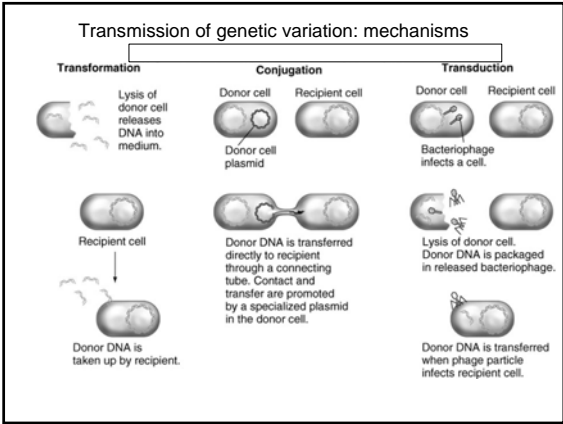 Transmission of genetic variation: mechanisms
Transformation
Lysis of
donor cell
releases
DNA into
medium.
Recipient cell
Donor DNA is
taken up by recipient.
Conjugation
Donor cell
Recipient cell
Donor cell
plasmid
Donor DNA is transferred
directly to recipient
through a connecting
tube. Contact and
transfer are promoted
by a specialized plasmid
in the donor cell.
Transduction
Donor cell
Recipient cell
Bacteriophage
infects a cell.
Lysis of donor cell.
Donor DNA is packaged
in released bacteriophage.
Donor DNA is transferred
when phage particle
infects recipient cell.